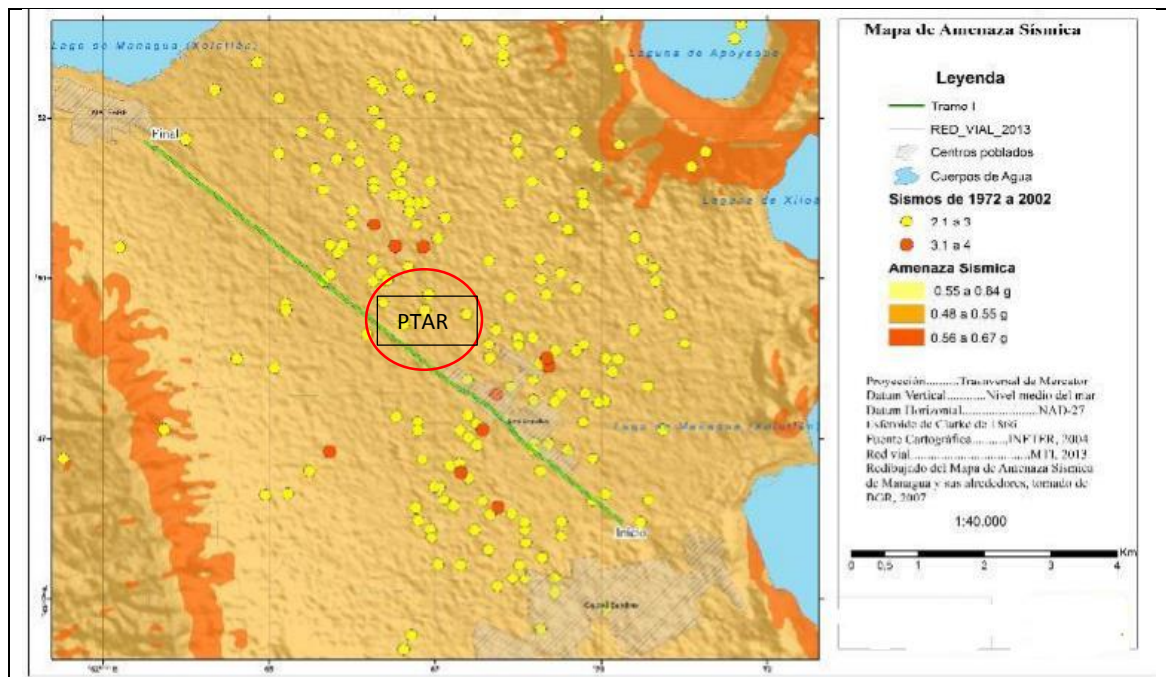 Lago de Managua (Xolotlán)
Laguna de Apoyeque
Final
Laguna de Xiloa
PTAR
Lago de Managua (Xolotlán)
Inicio
Ciudad Sandino
Mapa de Amenaza Sísmica
Leyenda
Tramo I
RED_VIAL_2013
Centros poblados
Cuerpos de Agua
Sismos de 1972 a 2002
2.1 a 3
3.1 a 4
Amenaza Sísmica
0.55 a 0.84 g
0.48 a 0.55 g
0.56 a 0.67 g
Proyección..........Transversal de Mercator
Datum Vertical...........Nivel medio del mar
Datum Horizontal.....................NAD-27
Esferoide de Clarke de 1866
Fuente Cartográfica..........INETER, 2004
Red vial.....................................MTI, 2013
Redibujado del Mapa de Amenaza Sísmica
de Managua y sus alrededores, tomado de
BGR, 2007
1:40.000
Km
0 0,5 1 2 3 4